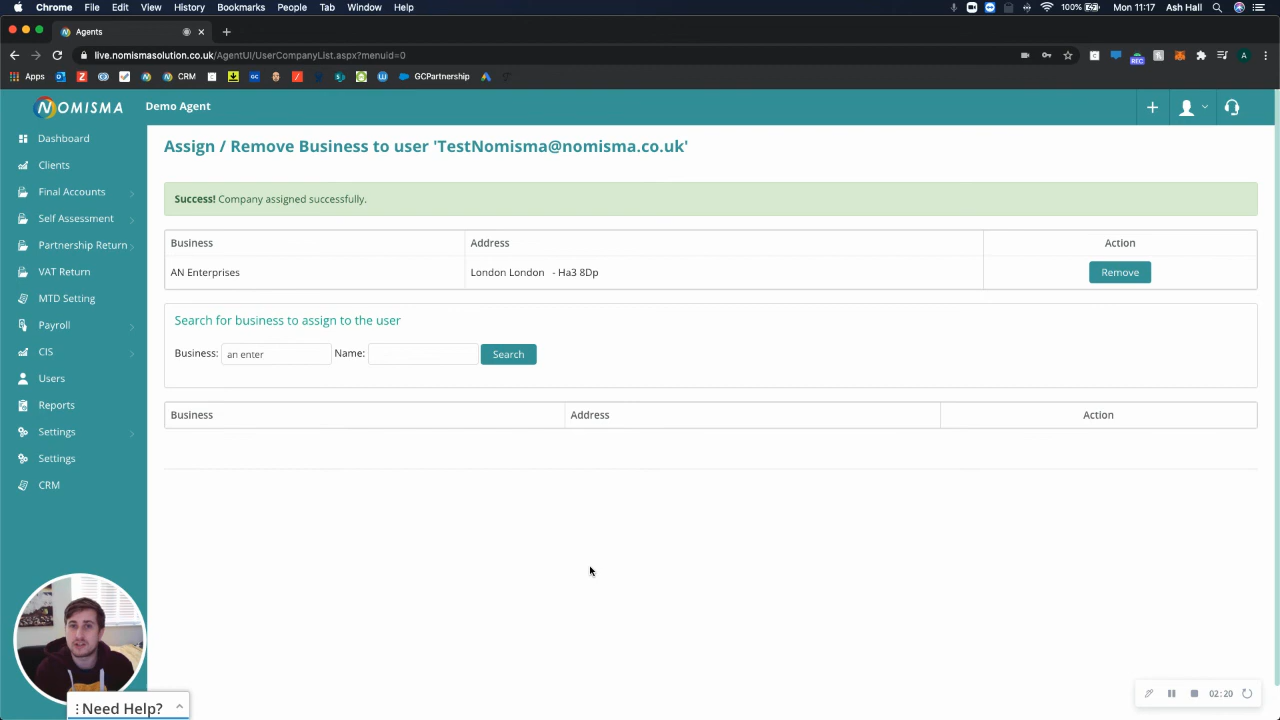 Chrome File Edit View History Bookmarks People Tab Window Help 100% Mon 11:17 Ash Hall
Agents
live.nomismasolution.co.uk/AgentUI/UserCompanyList.aspx?menuid=0
REC A
Apps CRM GCPartnership
NOMISMA Demo Agent
Dashboard
Clients
Final Accounts
Self Assessment
Partnership Return
VAT Return
MTD Setting
Payroll
CIS
Users
Reports
Settings
Settings
CRM
Assign / Remove Business to user 'TestNomisma@nomisma.co.uk'
Success! Company assigned successfully.
Business Address Action
AN Enterprises London London - Ha3 8Dp Remove
Search for business to assign to the user
Business: an enter Name: Search
Business Address Action
Need Help?
02:20